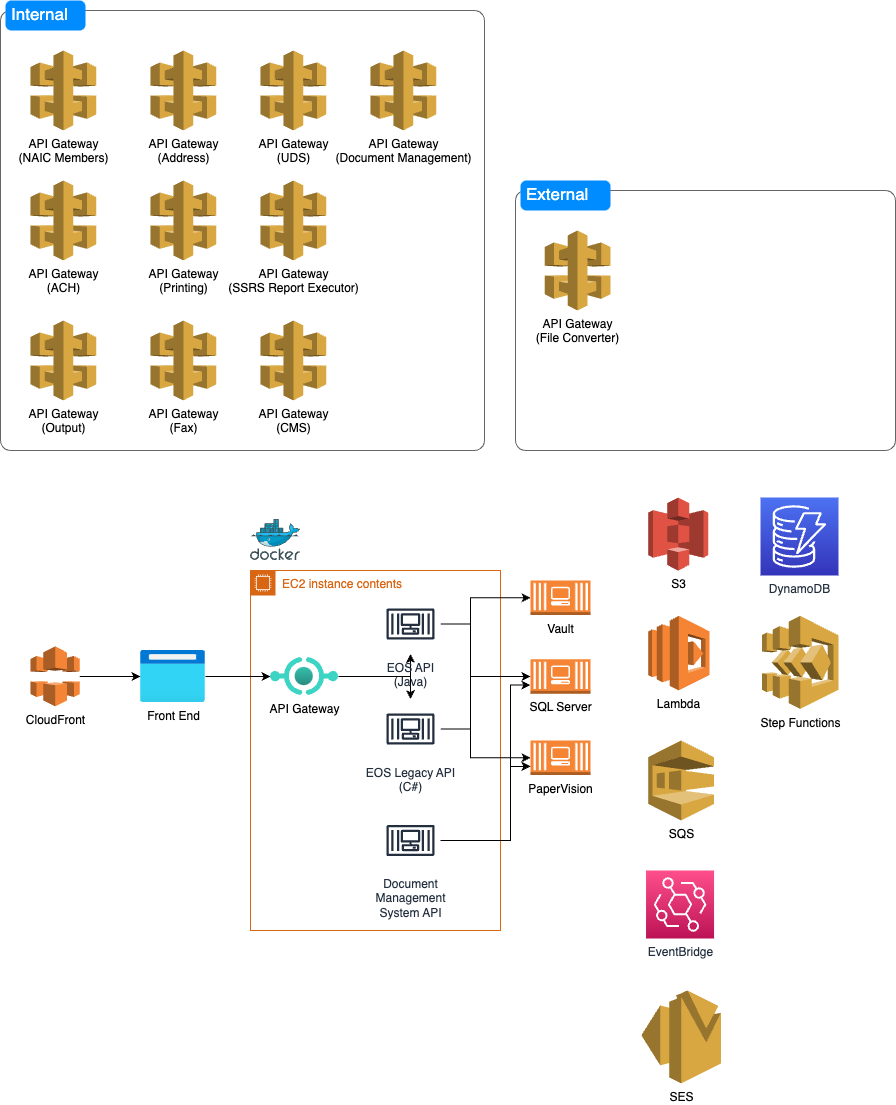 Internal
API Gateway
(NAIC Members)
API Gateway
(Address)
API Gateway
(UDS)
API Gateway
(Document Management)
API Gateway
(ACH)
API Gateway
(Printing)
API Gateway
(SSRS Report Executor)
API Gateway
(Output)
API Gateway
(Fax)
API Gateway
(CMS)
External
API Gateway
(File Converter)
docker
EC2 instance contents
CloudFront
Front End
API Gateway
EOS API
(Java)
EOS Legacy API
(C#)
Document
Management
System API
Vault
SQL Server
PaperVision
S3
DynamoDB
Lambda
Step Functions
SQS
EventBridge
SES